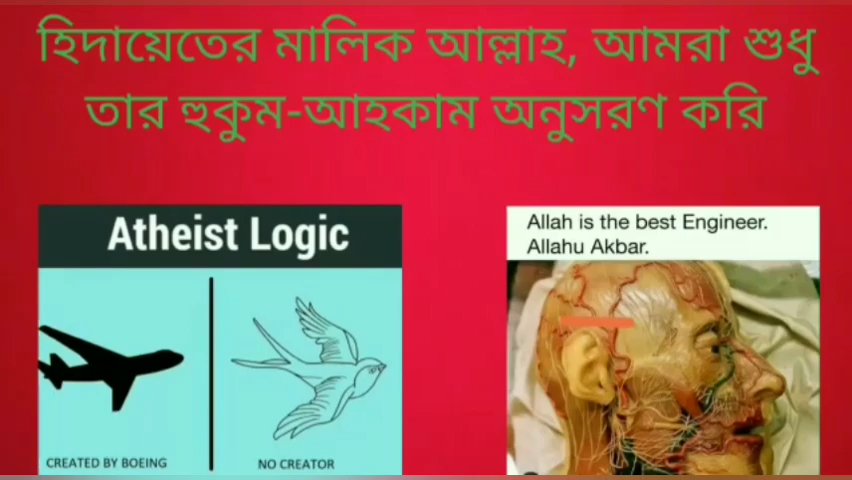 হিদায়েতের মালিক আল্লাহ, আমরা শুধু
তার হুকুম-আহকাম অনুসরণ করি
Atheist Logic
CREATED BY BOEING
NO CREATOR
Allah is the best Engineer.
Allahu Akbar.